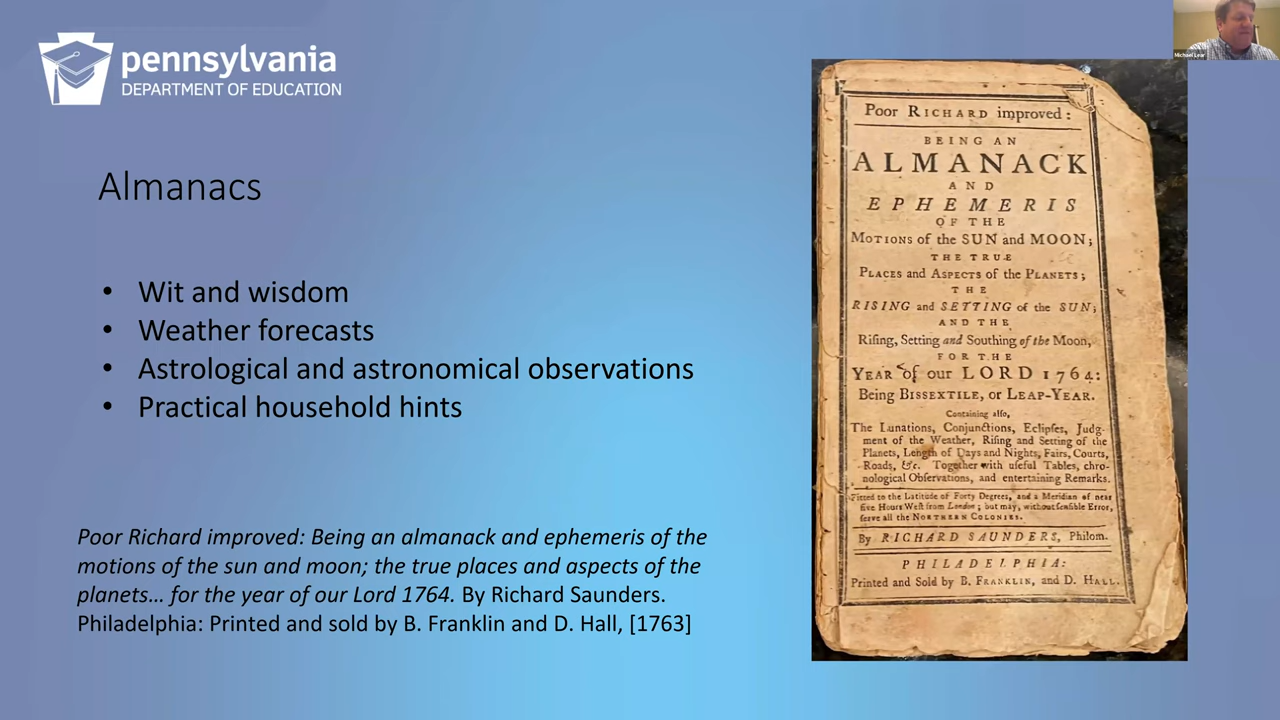 pennsylvania
DEPARTMENT OF EDUCATION
Michael Lear
Almanacs
• Wit and wisdom
• Weather forecasts
• Astrological and astronomical observations
• Practical household hints
Poor Richard improved: Being an almanack and ephemeris of the
motions of the sun and moon; the true places and aspects of the
planets… for the year of our Lord 1764. By Richard Saunders.
Philadelphia: Printed and sold by B. Franklin and D. Hall, [1763]
Poor RICHARD improved:
BEING AN
ALMANACK
AND
EPHEMERIS
OF THE
MOTIONS of the SUN and MOON;
THE TRUE
PLACES and ASPECTS of the PLANETS;
THE
RISING and SETTING of the SUN;
AND THE
Riſing, Setting and Southing of the Moon,
FOR THE
YEAR of our LORD 1764:
Being BISSEXTILE, or LEAP-YEAR.
Containing alſo,
The Lunations, Conjunctions, Eclipſes, Judg-
ment of the Weather, Riſing and Setting of the
Planets, Length of Days and Nights, Fairs, Courts,
Roads, &c. Together with uſeful Tables, chro-
nological Obſervations, and entertaining Remarks.
Fitted to the Latitude of Forty Degrees, and a Meridian of near
five Hours Weſt from London; but may, without ſenſible Error,
ſerve all the NORTHERN COLONIES.
By RICHARD SAUNDERS, Philom.
PHILADELPHIA:
Printed and Sold by B. FRANKLIN, and D. HALL.